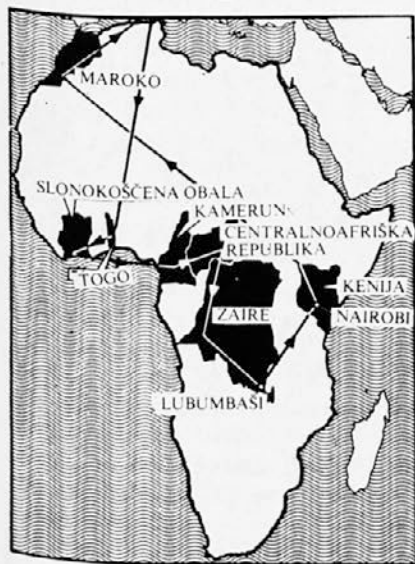 MAROKO
SLONOKOŠČENA OBALA
KAMERUN
CENTRALNOAFRIŠKA
REPUBLIKA
TOGO
KENIJA
ZAIRE
NAIROBI
LUBUMBAŠI